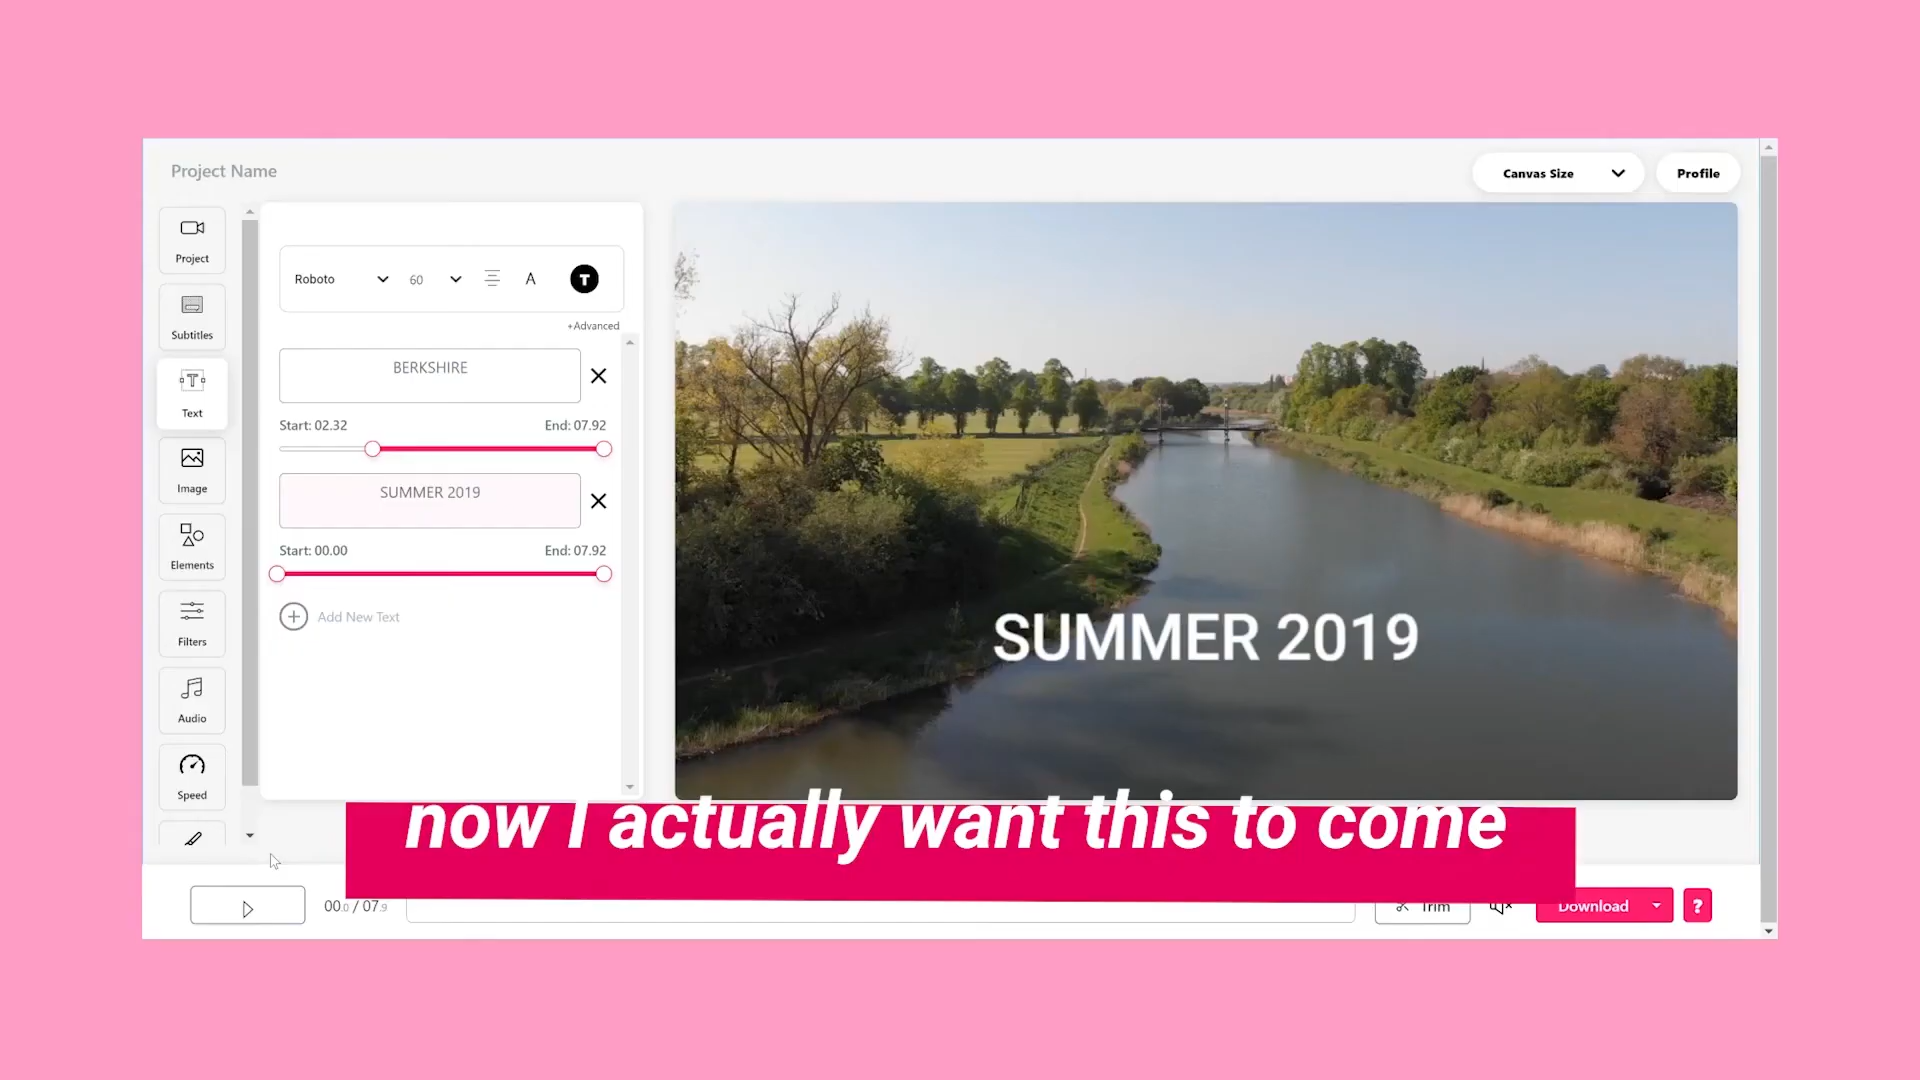 Project Name
Canvas Size
Profile
Project
Subtitles
Text
Image
Elements
Filters
Audio
Speed
Roboto
60
A
T
+Advanced
BERKSHIRE
Start: 02.32
End: 07.92
SUMMER 2019
Start: 00.00
End: 07.92
Add New Text
SUMMER 2019
now I actually want this to come
00.0 / 07.9
Trim
Download
?